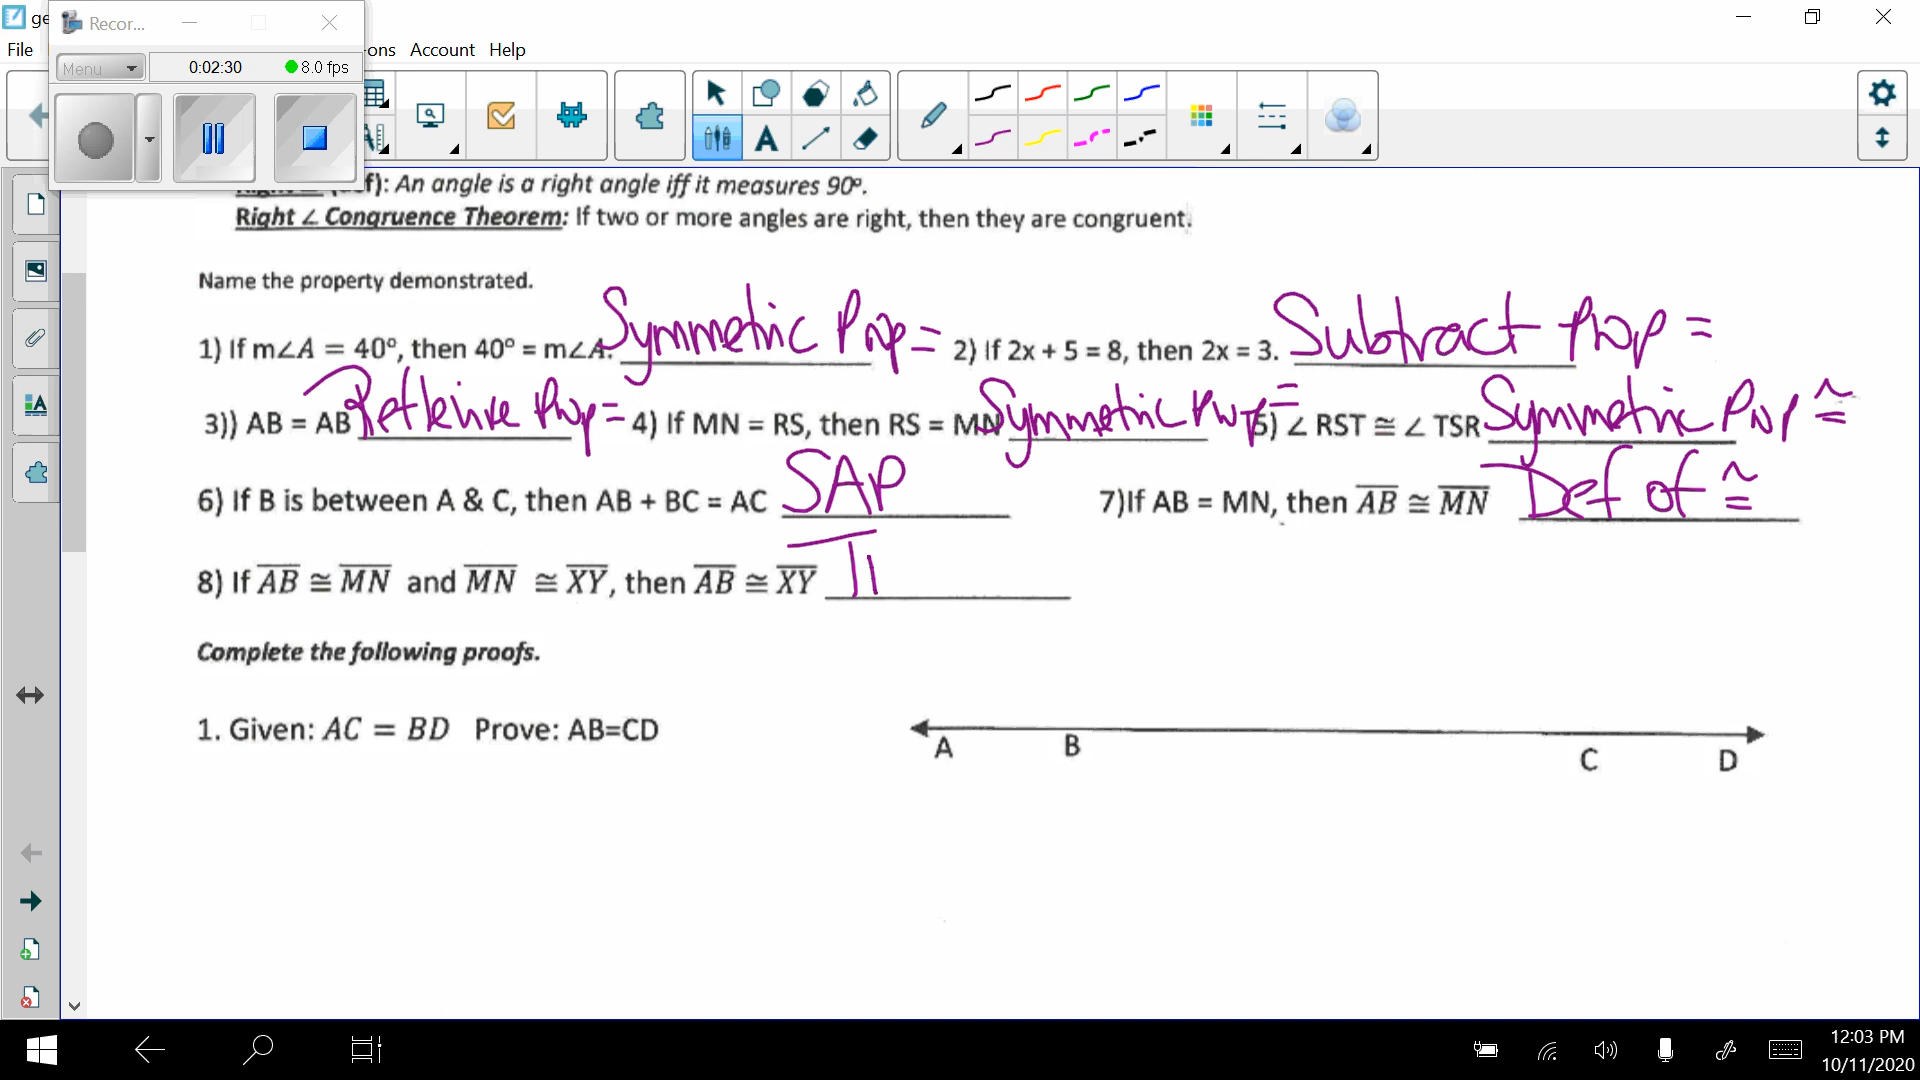 ge
Recor...
File
-ons Account Help
Menu
0:02:30
8.0 fps
f): An angle is a right angle iff it measures 90º.
Right ∠ Congruence Theorem: If two or more angles are right, then they are congruent.
Name the property demonstrated.
1) If m∠A = 40°, then 40° = m∠A. Symmetric Prop = 2) If 2x + 5 = 8, then 2x = 3. Subtract Prop =
3)) AB = AB Reflexive Prop = 4) If MN = RS, then RS = MN Symmetric Prop = 5) ∠ RST ≅ ∠ TSR Symmetric Prop ≅
6) If B is between A & C, then AB + BC = AC SAP 7)If AB = MN, then AB ≅ MN Def of ≅
8) If AB ≅ MN and MN ≅ XY, then AB ≅ XY
Complete the following proofs.
1. Given: AC = BD Prove: AB=CD
A B C D
12:03 PM
10/11/2020